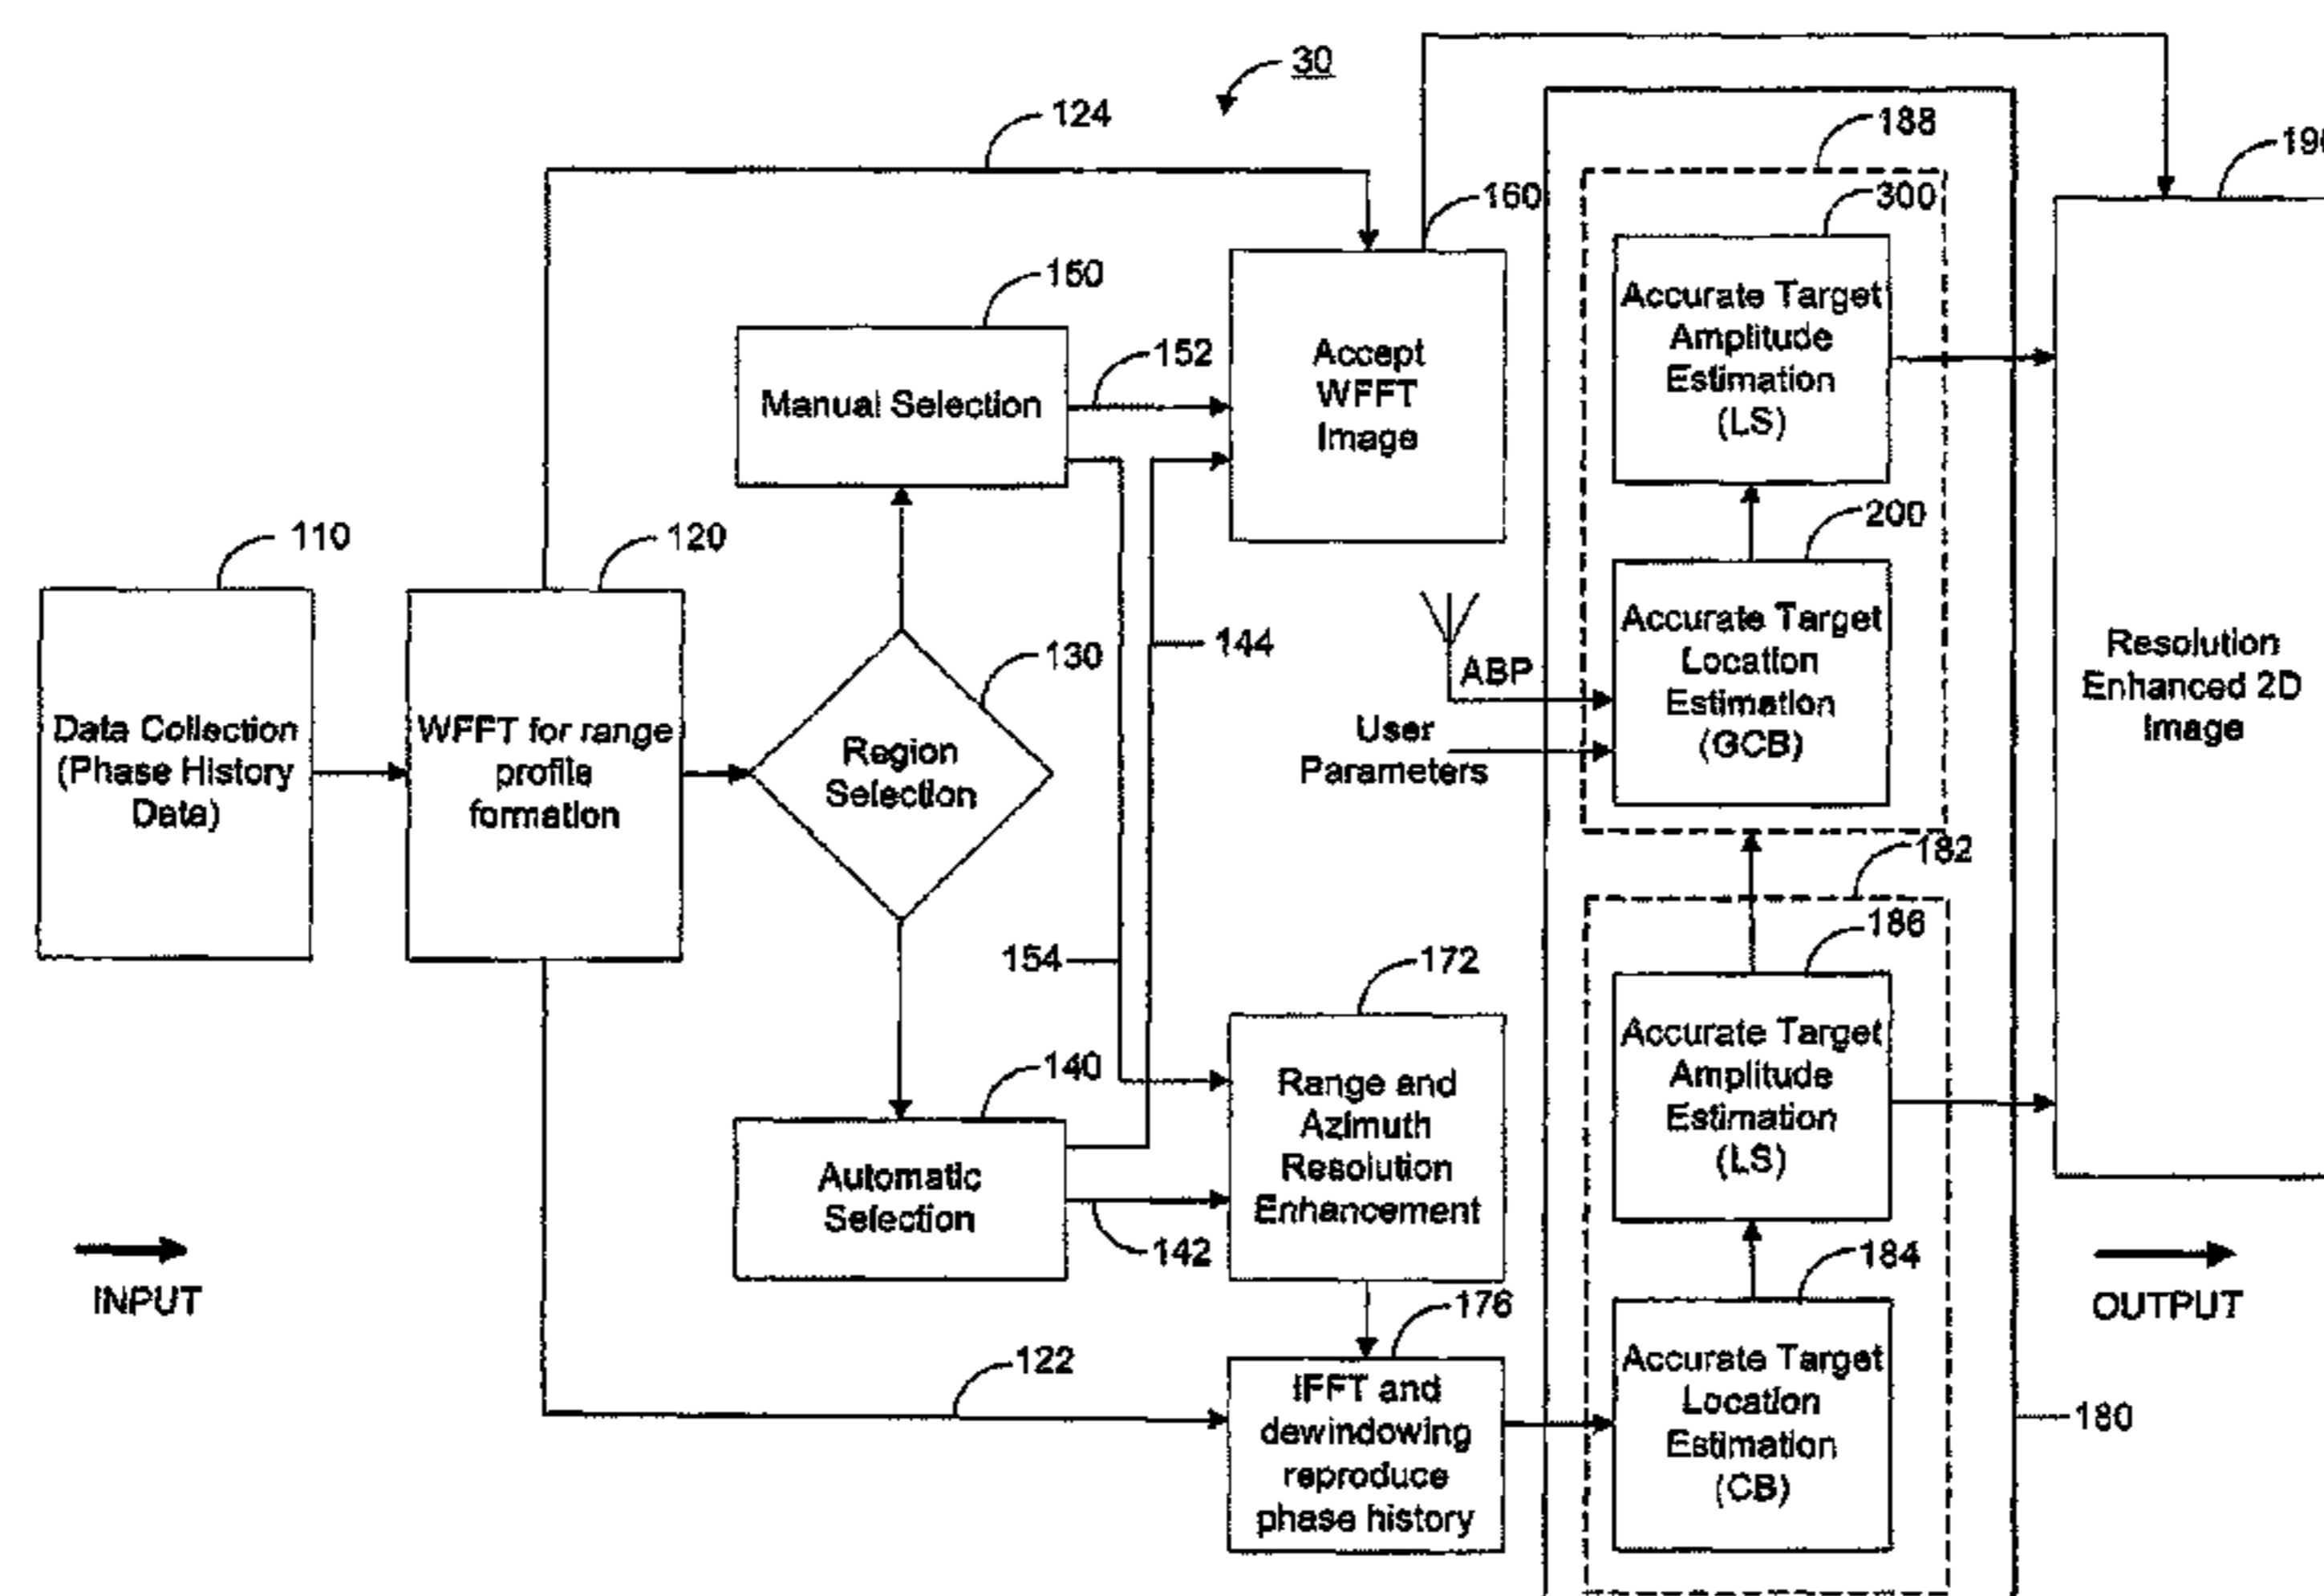 30
124
188
190
160
300
150
Accurate Target
Amplitude
Estimation
(LS)
152
Accept
WFFT
Image
Manual Selection
200
110
120
Accurate Target
Location
Estimation
(GCB)
144
130
ABP
Resolution
Enhanced 2D
Image
Data Collection
(Phase History
Data)
WFFT for range
profile
formation
Region
Selection
User
Parameters
182
186
154
172
Accurate Target
Amplitude
Estimation
(LS)
140
Range and
Azimuth
Resolution
Enhancement
Automatic
Selection
142
184
INPUT
OUTPUT
176
122
IFFT and
dewindowing
reproduce
phase history
Accurate Target
Location
Estimation
(CB)
180